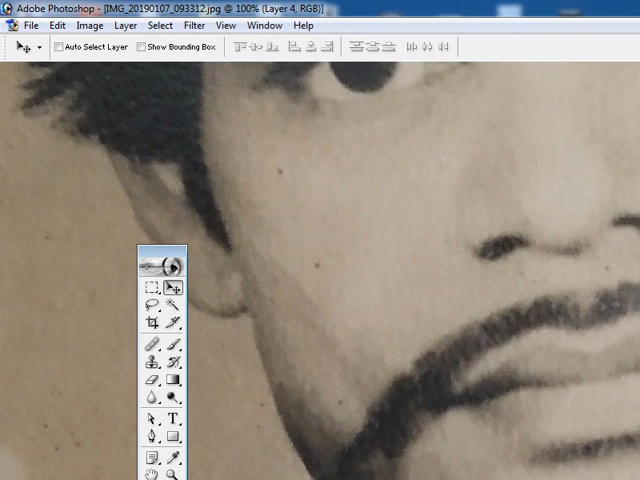 Adobe Photoshop - [IMG_20190107_093312.jpg @ 100% (Layer 4, RGB)]
File Edit Image Layer Select Filter View Window Help
Auto Select Layer Show Bounding Box
T